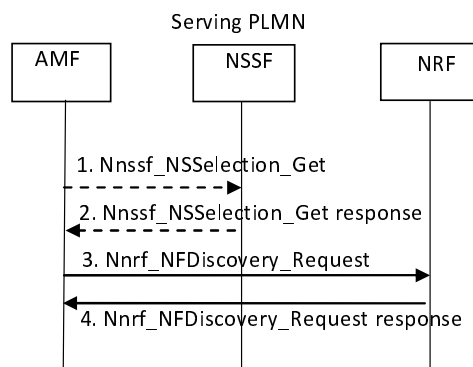 Serving PLMN
AMF
NSSF
NRF
1. Nnssf_NSSelection_Get
2. Nnssf_NSSelection_Get response
3. Nnrf_NFDiscovery_Request
4. Nnrf_NFDiscovery_Request response